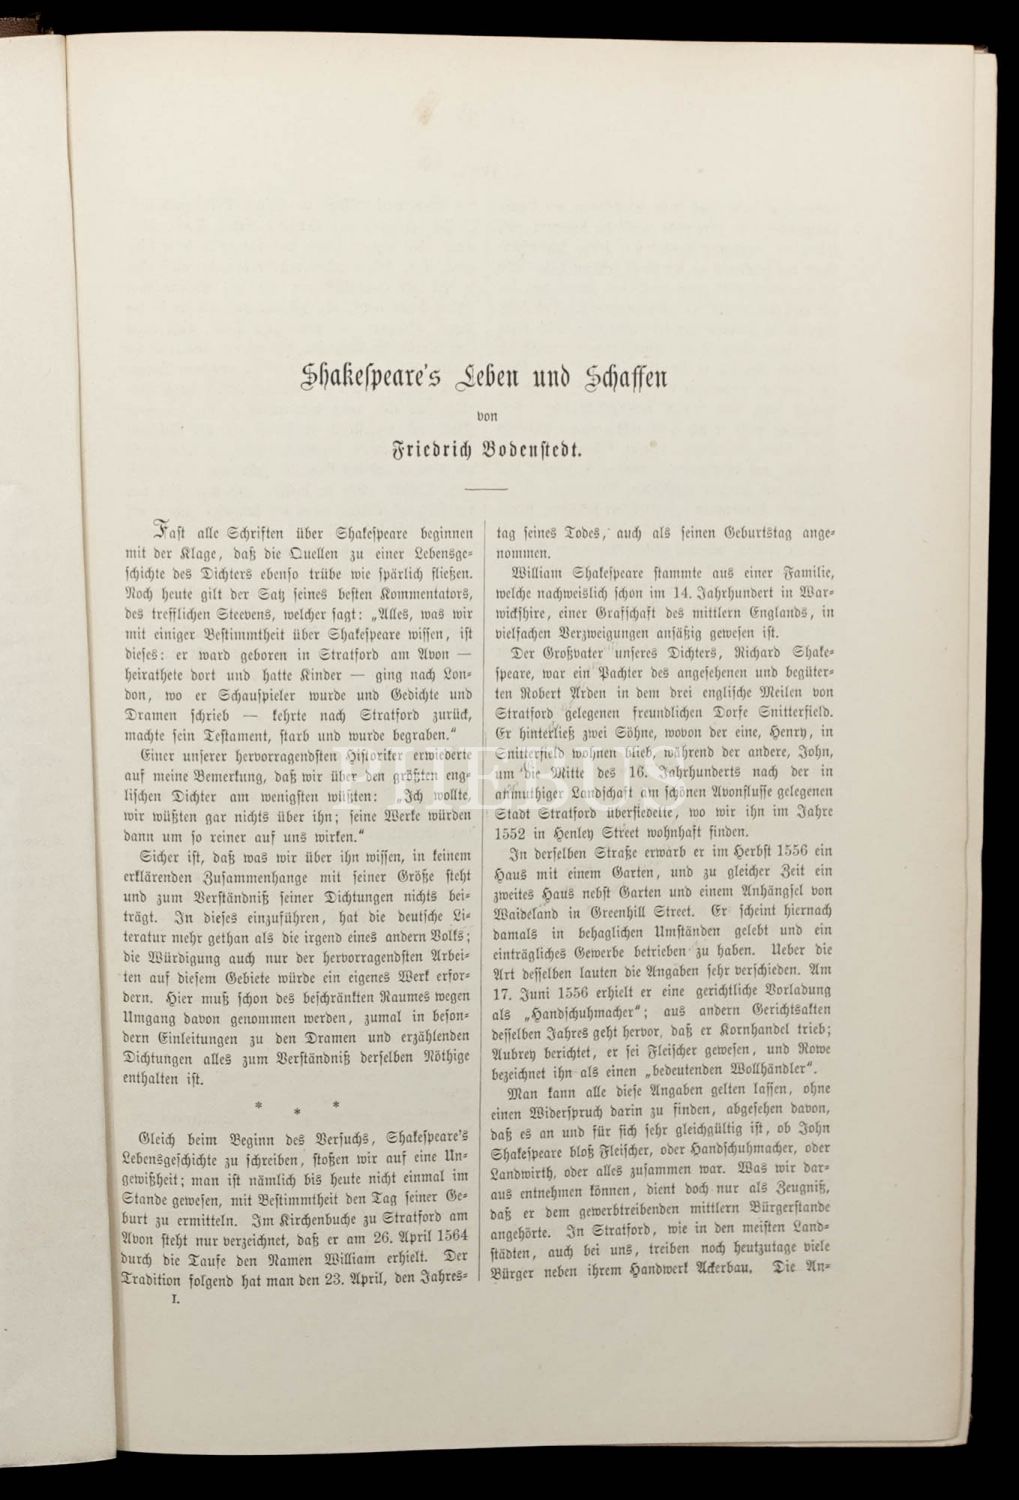 Shakespeare's Leben und Schaffen
von
Friedrich Bodenstedt.
Fast alle Schriften über Shakespeare beginnen
mit der Klage, daß die Quellen zu einer Lebensge-
schichte des Dichters ebenso trübe wie spärlich fließen.
Noch heute gilt der Satz seines besten Kommentators,
des trefflichen Steevens, welcher sagt: „Alles, was wir
mit einiger Bestimmtheit über Shakespeare wissen, ist
dieses: er ward geboren in Stratford am Avon —
heirathete dort und hatte Kinder — ging nach Lon-
don, wo er Schauspieler wurde und Gedichte und
Dramen schrieb — kehrte nach Stratford zurück,
machte sein Testament, starb und wurde begraben.“
Einer unserer hervorragendsten Historiker erwiederte
auf meine Bemerkung, daß wir über den größten eng-
lischen Dichter am wenigsten wüßten: „Ich wollte,
wir wüßten gar nichts über ihn; seine Werke würden
dann um so reiner auf uns wirken.“
Sicher ist, daß was wir über ihn wissen, in keinem
erklärenden Zusammenhange mit seiner Größe steht
und zum Verständniß seiner Dichtungen nichts bei-
trägt. In dieses einzuführen, hat die deutsche Li-
teratur mehr gethan als die irgend eines andern Volks;
die Würdigung auch nur der hervorragendsten Arbei-
ten auf diesem Gebiete würde ein eigenes Werk erfor-
dern. Hier muß schon des beschränkten Raumes wegen
Umgang davon genommen werden, zumal in beson-
dern Einleitungen zu den Dramen und erzählenden
Dichtungen alles zum Verständniß derselben Nöthige
enthalten ist.
* * *
Gleich beim Beginn des Versuchs, Shakespeare's
Lebensgeschichte zu schreiben, stoßen wir auf eine Un-
gewißheit; man ist nämlich bis heute nicht einmal im
Stande gewesen, mit Bestimmtheit den Tag seiner Ge-
burt zu ermitteln. Im Kirchenbuche zu Stratford am
Avon steht nur verzeichnet, daß er am 26. April 1564
durch die Taufe den Namen William erhielt. Der
Tradition folgend hat man den 23. April, den Jahres-
I.
tag seines Todes, auch als seinen Geburtstag ange-
nommen.
William Shakespeare stammte aus einer Familie,
welche nachweislich schon im 14. Jahrhundert in War-
wickshire, einer Grafschaft des mittlern Englands, in
vielfachen Verzweigungen ansäßig gewesen ist.
Der Großvater unseres Dichters, Richard Shake-
speare, war ein Pachter des angesehenen und begüter-
ten Robert Arden in dem drei englische Meilen von
Stratford gelegenen freundlichen Dorfe Snitterfield.
Er hinterließ zwei Söhne, wovon der eine, Henry, in
Snitterfield wohnen blieb, während der andere, John,
um die Mitte des 16. Jahrhunderts nach der in
anmuthiger Landschaft am schönen Avonflusse gelegenen
Stadt Stratford übersiedelte, wo wir ihn im Jahre
1552 in Henley Street wohnhaft finden.
In derselben Straße erwarb er im Herbst 1556 ein
Haus mit einem Garten, und zu gleicher Zeit ein
zweites Haus nebst Garten und einem Anhängsel von
Waideland in Greenhill Street. Er scheint hiernach
damals in behaglichen Umständen gelebt und ein
einträgliches Gewerbe betrieben zu haben. Ueber die
Art desselben lauten die Angaben sehr verschieden. Am
17. Juni 1556 erhielt er eine gerichtliche Vorladung
als „Handschuhmacher“; aus andern Gerichtsakten
desselben Jahres geht hervor, daß er Kornhandel trieb;
Aubrey berichtet, er sei Fleischer gewesen, und Rowe
bezeichnet ihn als einen „bedeutenden Wollhändler“.
Man kann alle diese Angaben gelten lassen, ohne
einen Widerspruch darin zu finden, abgesehen davon,
daß es an und für sich sehr gleichgültig ist, ob John
Shakespeare bloß Fleischer, oder Handschuhmacher, oder
Landwirth, oder alles zusammen war. Was wir dar-
aus entnehmen können, dient doch nur als Zeugniß,
daß er dem gewerbtreibenden mittlern Bürgerstande
angehörte. In Stratford, wie in den meisten Land-
städten, auch bei uns, treiben noch heutzutage viele
Bürger neben ihrem Handwerk Ackerbau. Die An-
PHEBUS